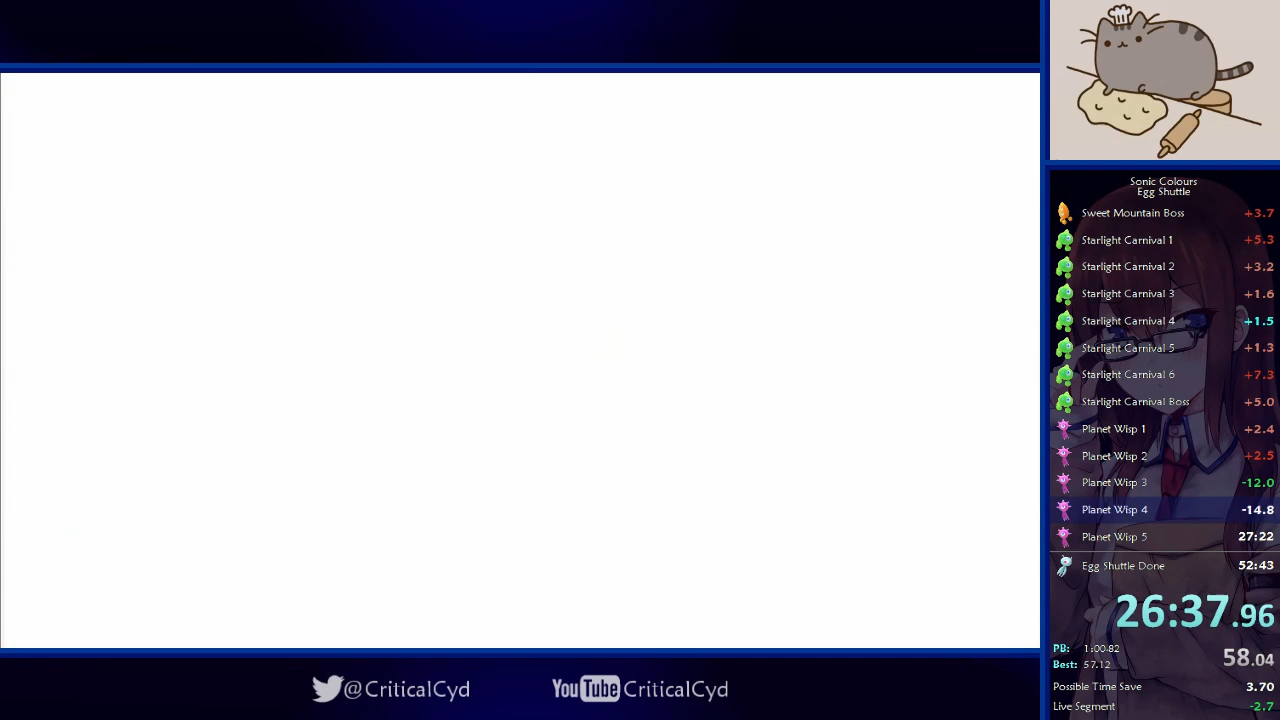 Sonic Colours
Egg Shuttle
Sweet Mountain Boss +3.7
Starlight Carnival 1 +5.3
Starlight Carnival 2 +3.2
Starlight Carnival 3 +1.6
Starlight Carnival 4 +1.5
Starlight Carnival 5 +1.3
Starlight Carnival 6 +7.3
Starlight Carnival Boss +5.0
Planet Wisp 1 +2.4
Planet Wisp 2 +2.5
Planet Wisp 3 -12.0
Planet Wisp 4 -14.8
Planet Wisp 5 27:22
Egg Shuttle Done 52:43
26:37.96
PB: 1:00.82
Best: 57.12
58.04
Possible Time Save 3.70
Live Segment -2.7
@CriticalCyd
YouTube CriticalCyd